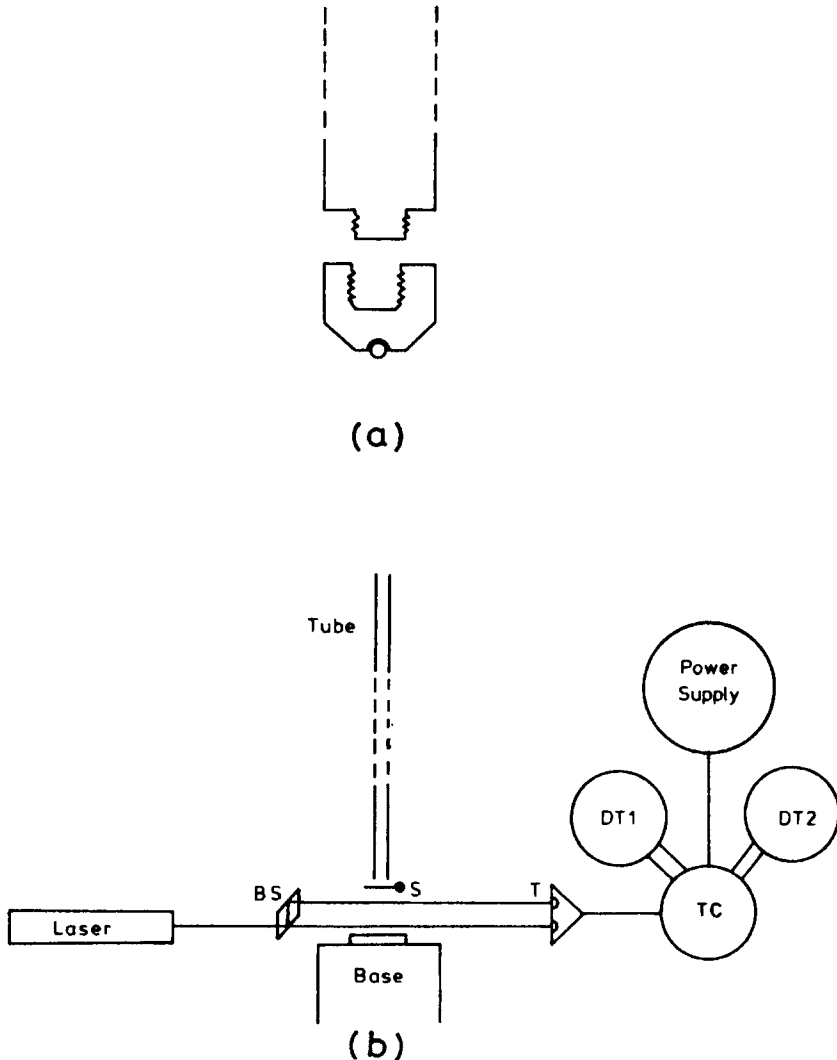 (a)
Tube
Power
Supply
DT1
DT2
BS
S
T
TC
Laser
Base
(b)